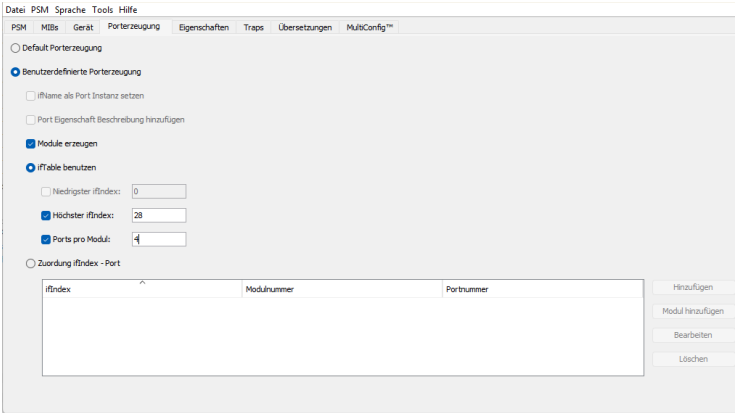 Datei PSM Sprache Tools Hilfe
PSM MIBs Gerät Porterzeugung Eigenschaften Traps Übersetzungen MultiConfig™
Default Porterzeugung
Benutzerdefinierte Porterzeugung
ifName als Port Instanz setzen
Port Eigenschaft Beschreibung hinzufügen
Module erzeugen
ifTable benutzen
Niedrigster ifIndex: 0
Höchster ifIndex: 28
Ports pro Modul: 4
Zuordung ifIndex - Port
ifIndex Modulnummer Portnummer
Hinzufügen
Modul hinzufügen
Bearbeiten
Löschen